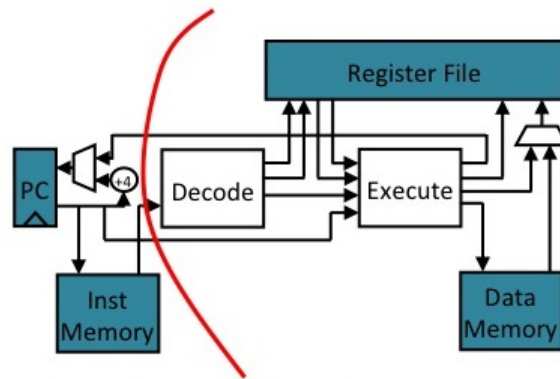 Register File
PC
+4
Decode
Execute
Inst
Memory
Data
Memory